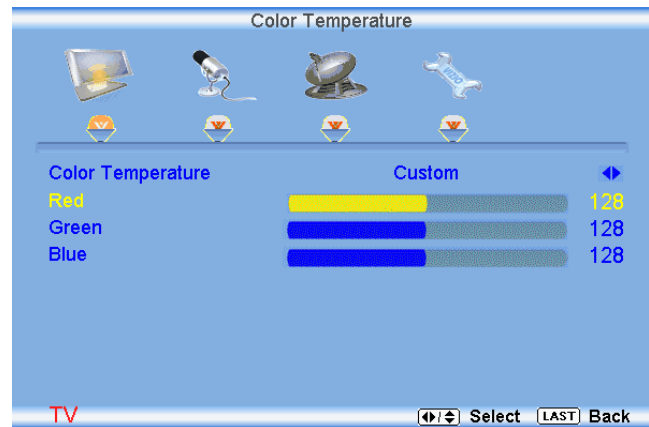 Color Temperature
Color Temperature Custom
Red 128
Green 128
Blue 128
TV Select LAST Back